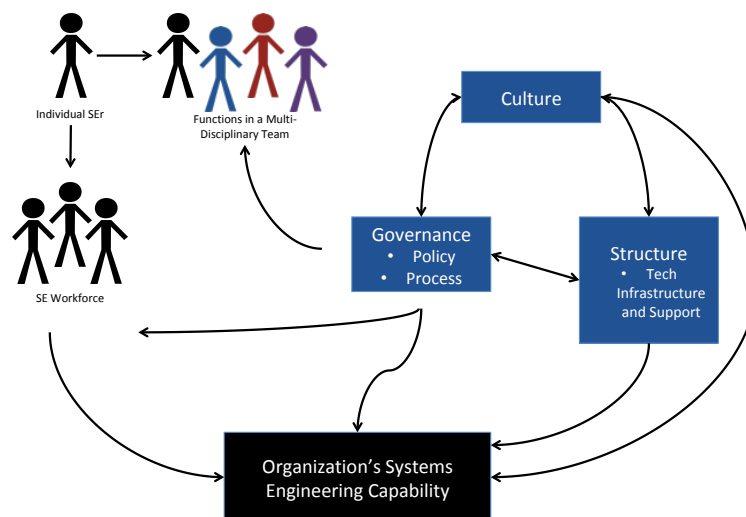 Individual SEr
Functions in a Multi-
Disciplinary Team
Culture
SE Workforce
Governance
• Policy
• Process
Structure
• Tech
Infrastructure
and Support
Organization's Systems
Engineering Capability